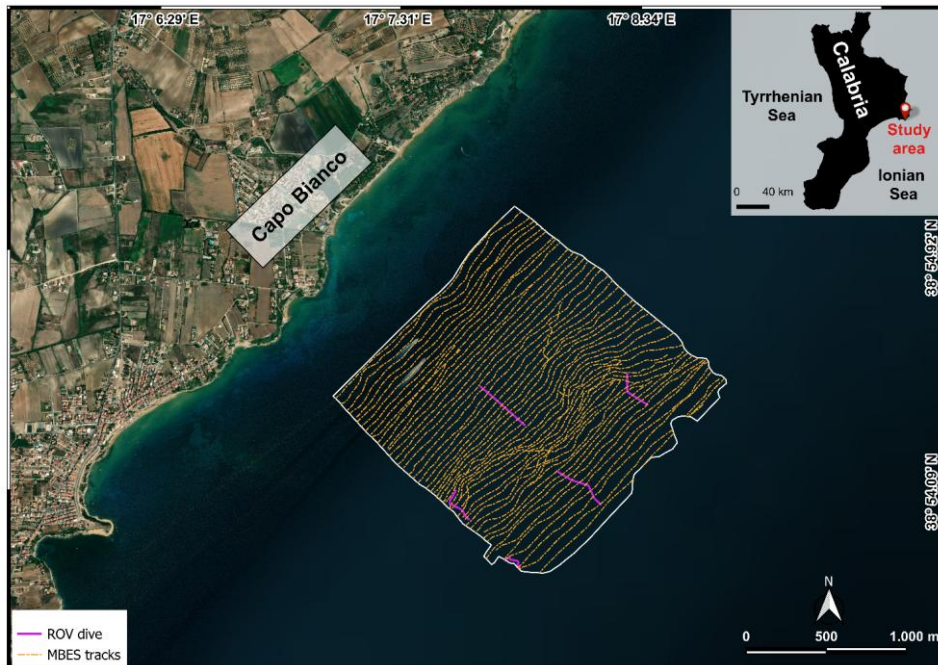 17° 6.29' E
17° 7.31' E
17° 8.34' E
Calabria
Tyrrhenian
Sea
Study
area
Ionian
Sea
0 40 km
Capo Bianco
38° 54.92' N
38° 54.09' N
ROV dive
MBES tracks
N
0 500 1.000 m